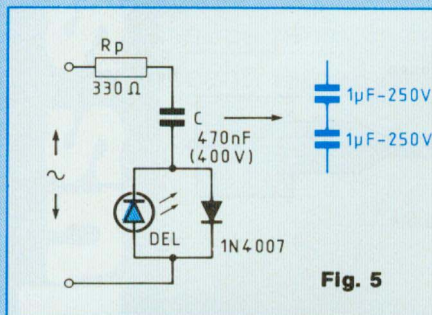 Rp
330 Ω
C
470nF
(400V)
1µF-250V
1µF-250V
~
DEL
1N4007
Fig. 5